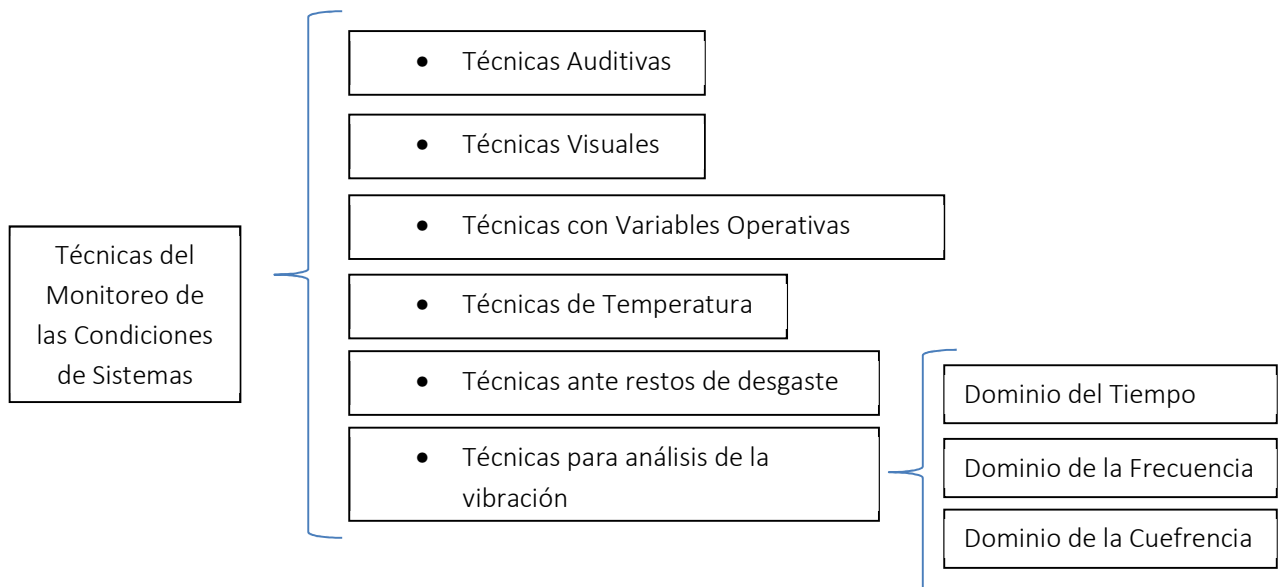 Técnicas del
Monitoreo de
las Condiciones
de Sistemas
• Técnicas Auditivas
• Técnicas Visuales
• Técnicas con Variables Operativas
• Técnicas de Temperatura
• Técnicas ante restos de desgaste
• Técnicas para análisis de la
vibración
Dominio del Tiempo
Dominio de la Frecuencia
Dominio de la Cuefrencia